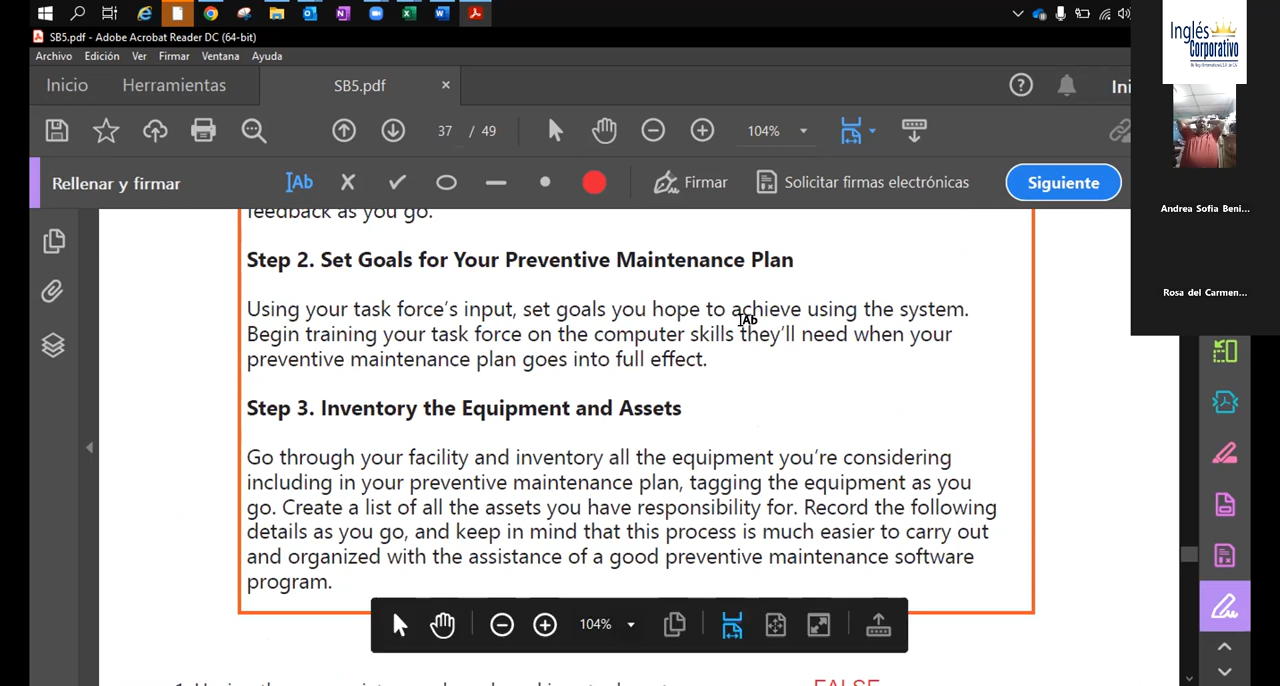 SB5.pdf - Adobe Acrobat Reader DC (64-bit)
Archivo Edición Ver Firmar Ventana Ayuda
Inicio Herramientas SB5.pdf × Ini
37 / 49 104%
Rellenar y firmar Ab Firmar Solicitar firmas electrónicas Siguiente
Inglés
Corporativo
Andrea Sofia Beni...
Rosa del Carmen...
feedback as you go.
Step 2. Set Goals for Your Preventive Maintenance Plan
Using your task force's input, set goals you hope to achieve using the system.
Begin training your task force on the computer skills they'll need when your
preventive maintenance plan goes into full effect.
Step 3. Inventory the Equipment and Assets
Go through your facility and inventory all the equipment you're considering
including in your preventive maintenance plan, tagging the equipment as you
go. Create a list of all the assets you have responsibility for. Record the following
details as you go, and keep in mind that this process is much easier to carry out
and organized with the assistance of a good preventive maintenance software
program.
104%
FALSE